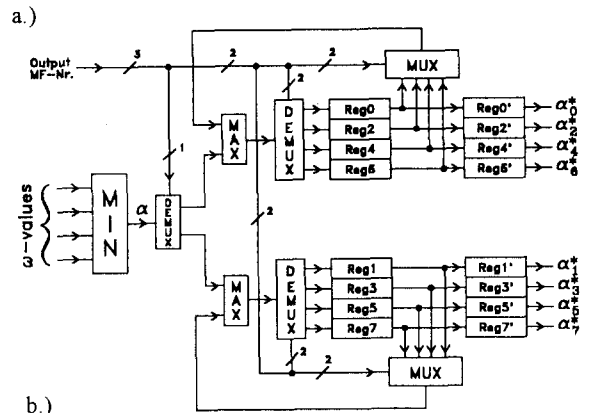 a.)
Output
MF-Nr.
3
2
2
2
MUX
2
MAX
DEMUX
Reg0
Reg2
Reg4
Reg6
Reg0'
Reg2'
Reg4'
Reg6'
α*0
α*2
α*4
α*6
1
ω-values
MIN
α
DEMUX
2
MAX
DEMUX
Reg1
Reg3
Reg5
Reg7
Reg1'
Reg3'
Reg5'
Reg7'
α*1
α*3
α*5
α*7
2
2
MUX
b.)